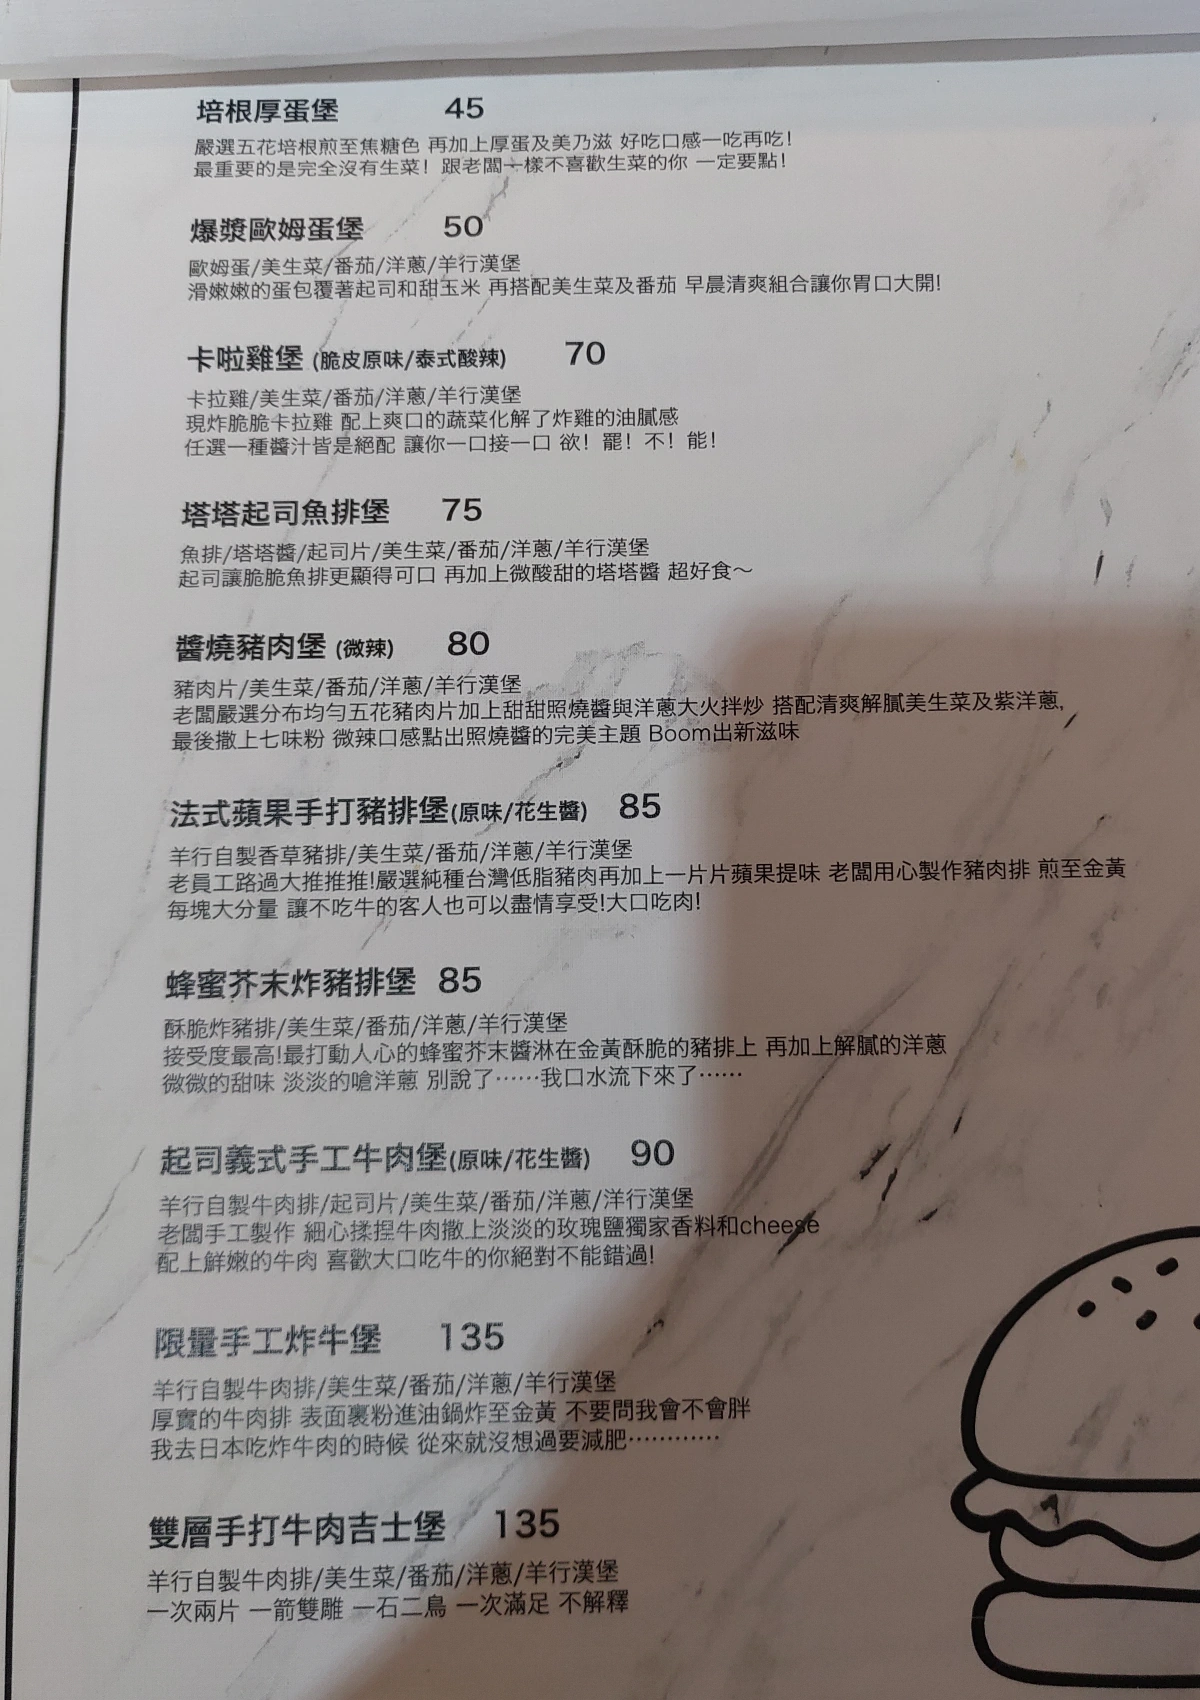 培根厚蛋堡 45
嚴選五花培根煎至焦糖色 再加上厚蛋及美乃滋 好吃口感一吃再吃!
最重要的是完全沒有生菜! 跟老闆一樣不喜歡生菜的你 一定要點!
爆漿歐姆蛋堡 50
歐姆蛋/美生菜/番茄/洋蔥/羊行漢堡
滑嫩嫩的蛋包覆著起司和甜玉米 再搭配美生菜及番茄 早晨清爽組合讓你胃口大開!
卡啦雞堡 (脆皮原味/泰式酸辣) 70
卡拉雞/美生菜/番茄/洋蔥/羊行漢堡
現炸脆脆卡拉雞 配上爽口的蔬菜化解了炸雞的油膩感
任選一種醬汁皆是絕配 讓你一口接一口 欲! 罷! 不! 能!
塔塔起司魚排堡 75
魚排/塔塔醬/起司片/美生菜/番茄/洋蔥/羊行漢堡
起司讓脆脆魚排更顯得可口 再加上微酸甜的塔塔醬 超好食～
醬燒豬肉堡 (微辣) 80
豬肉片/美生菜/番茄/洋蔥/羊行漢堡
老闆嚴選分布均勻五花豬肉片加上甜甜照燒醬與洋蔥大火拌炒 搭配清爽解膩美生菜及紫洋蔥,
最後撒上七味粉 微辣口感點出照燒醬的完美主題 Boom出新滋味
法式蘋果手打豬排堡(原味/花生醬) 85
羊行自製香草豬排/美生菜/番茄/洋蔥/羊行漢堡
老員工路過大推推推!嚴選純種台灣低脂豬肉再加上一片片蘋果提味 老闆用心製作豬肉排 煎至金黃
每塊大分量 讓不吃牛的客人也可以盡情享受!大口吃肉!
蜂蜜芥末炸豬排堡 85
酥脆炸豬排/美生菜/番茄/洋蔥/羊行漢堡
接受度最高!最打動人心的蜂蜜芥末醬淋在金黃酥脆的豬排上 再加上解膩的洋蔥
微微的甜味 淡淡的嗆洋蔥 別說了⋯⋯我口水流下來了⋯⋯
起司義式手工牛肉堡(原味/花生醬) 90
羊行自製牛肉排/起司片/美生菜/番茄/洋蔥/洋行漢堡
老闆手工製作 細心揉捏牛肉撒上淡淡的玫瑰鹽獨家香料和cheese
配上鮮嫩的牛肉 喜歡大口吃牛的你絕對不能錯過!
限量手工炸牛堡 135
羊行自製牛肉排/美生菜/番茄/洋蔥/羊行漢堡
厚實的牛肉排 表面裹粉進油鍋炸至金黃 不要問我會不會胖
我去日本吃炸牛肉的時候 從來就沒想過要減肥⋯⋯⋯⋯
雙層手打牛肉吉士堡 135
羊行自製牛肉排/美生菜/番茄/洋蔥/羊行漢堡
一次兩片 一箭雙雕 一石二鳥 一次滿足 不解釋